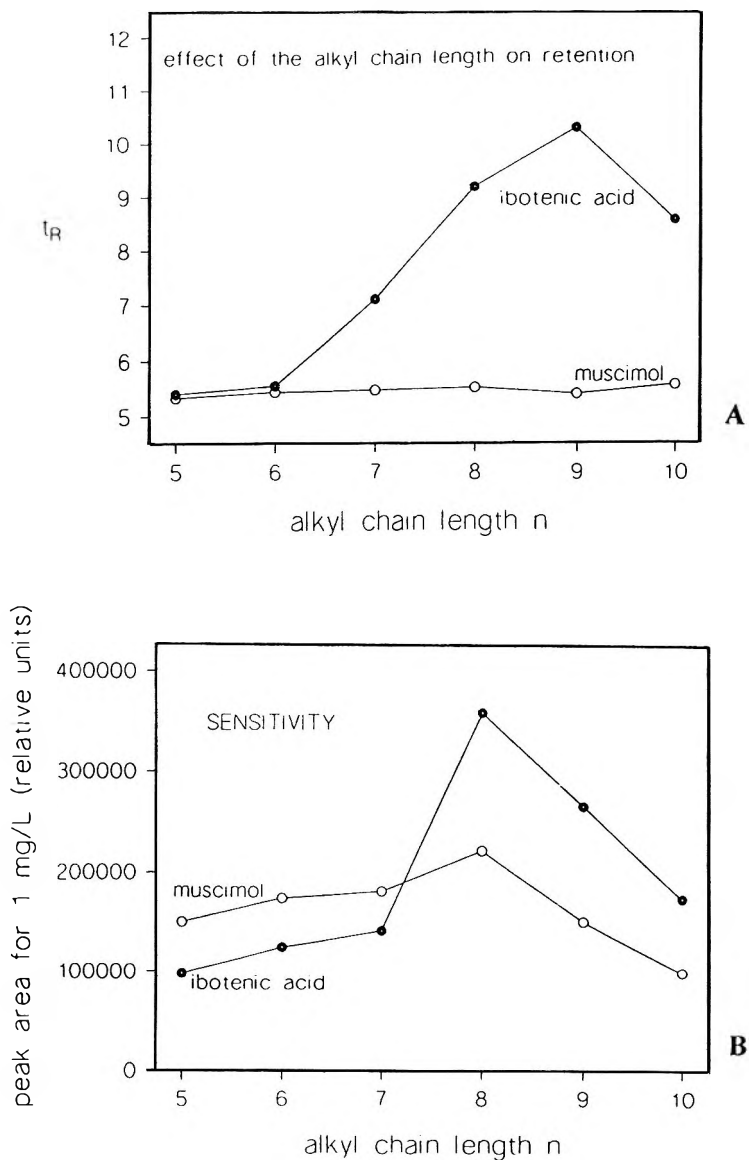 effect of the alkyl chain length on retention
12
11
10
9
8
7
6
5
tR
ibotenic acid
muscimol
A
5 6 7 8 9 10
alkyl chain length n
peak area for 1 mg/L (relative units)
400000
300000
200000
100000
0
SENSITIVITY
muscimol
ibotenic acid
B
5 6 7 8 9 10
alkyl chain length n